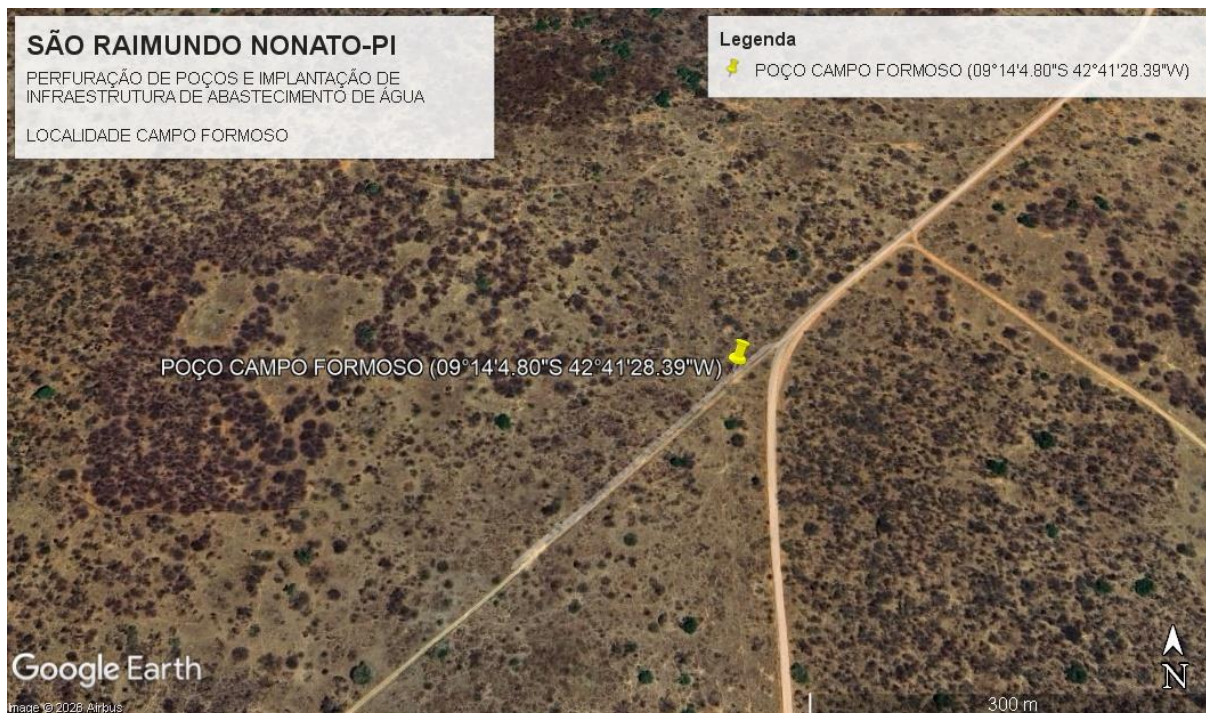 SÃO RAIMUNDO NONATO-PI
PERFURAÇÃO DE POÇOS E IMPLANTAÇÃO DE
INFRAESTRUTURA DE ABASTECIMENTO DE ÁGUA
LOCALIDADE CAMPO FORMOSO
Legenda
POÇO CAMPO FORMOSO (09°14'4.80"S 42°41'28.39"W)
POÇO CAMPO FORMOSO (09°14'4.80"S 42°41'28.39"W)
Google Earth
Image © 2026 Airbus
300 m
N